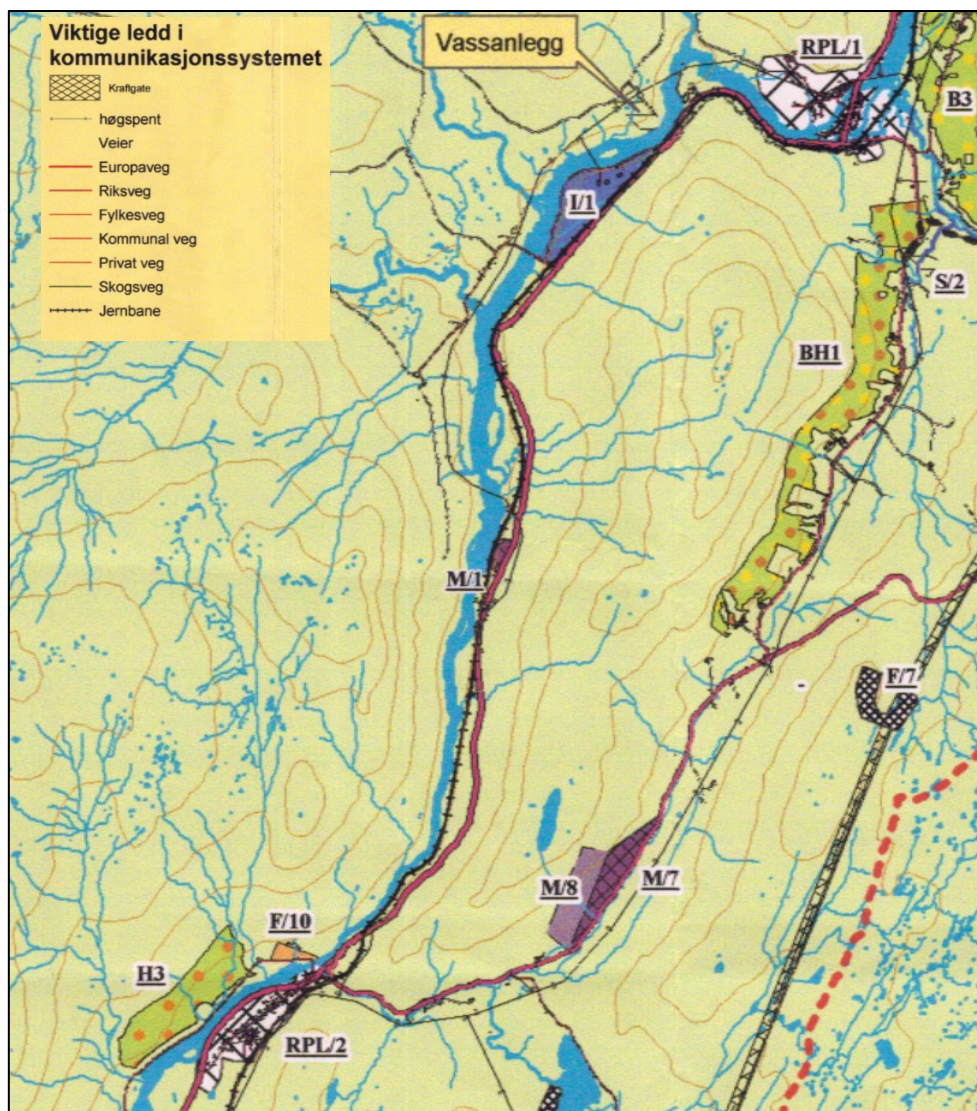 Viktige ledd i
kommunikasjonssystemet
Kraftgate
høgspent
Veier
Europaveg
Riksveg
Fylkesveg
Kommunal veg
Privat veg
Skogsveg
Jernbane
Vassanlegg
RPL/1
B3
I/1
S/2
BH1
M/1
F/7
M/8
M/7
F/10
H3
RPL/2